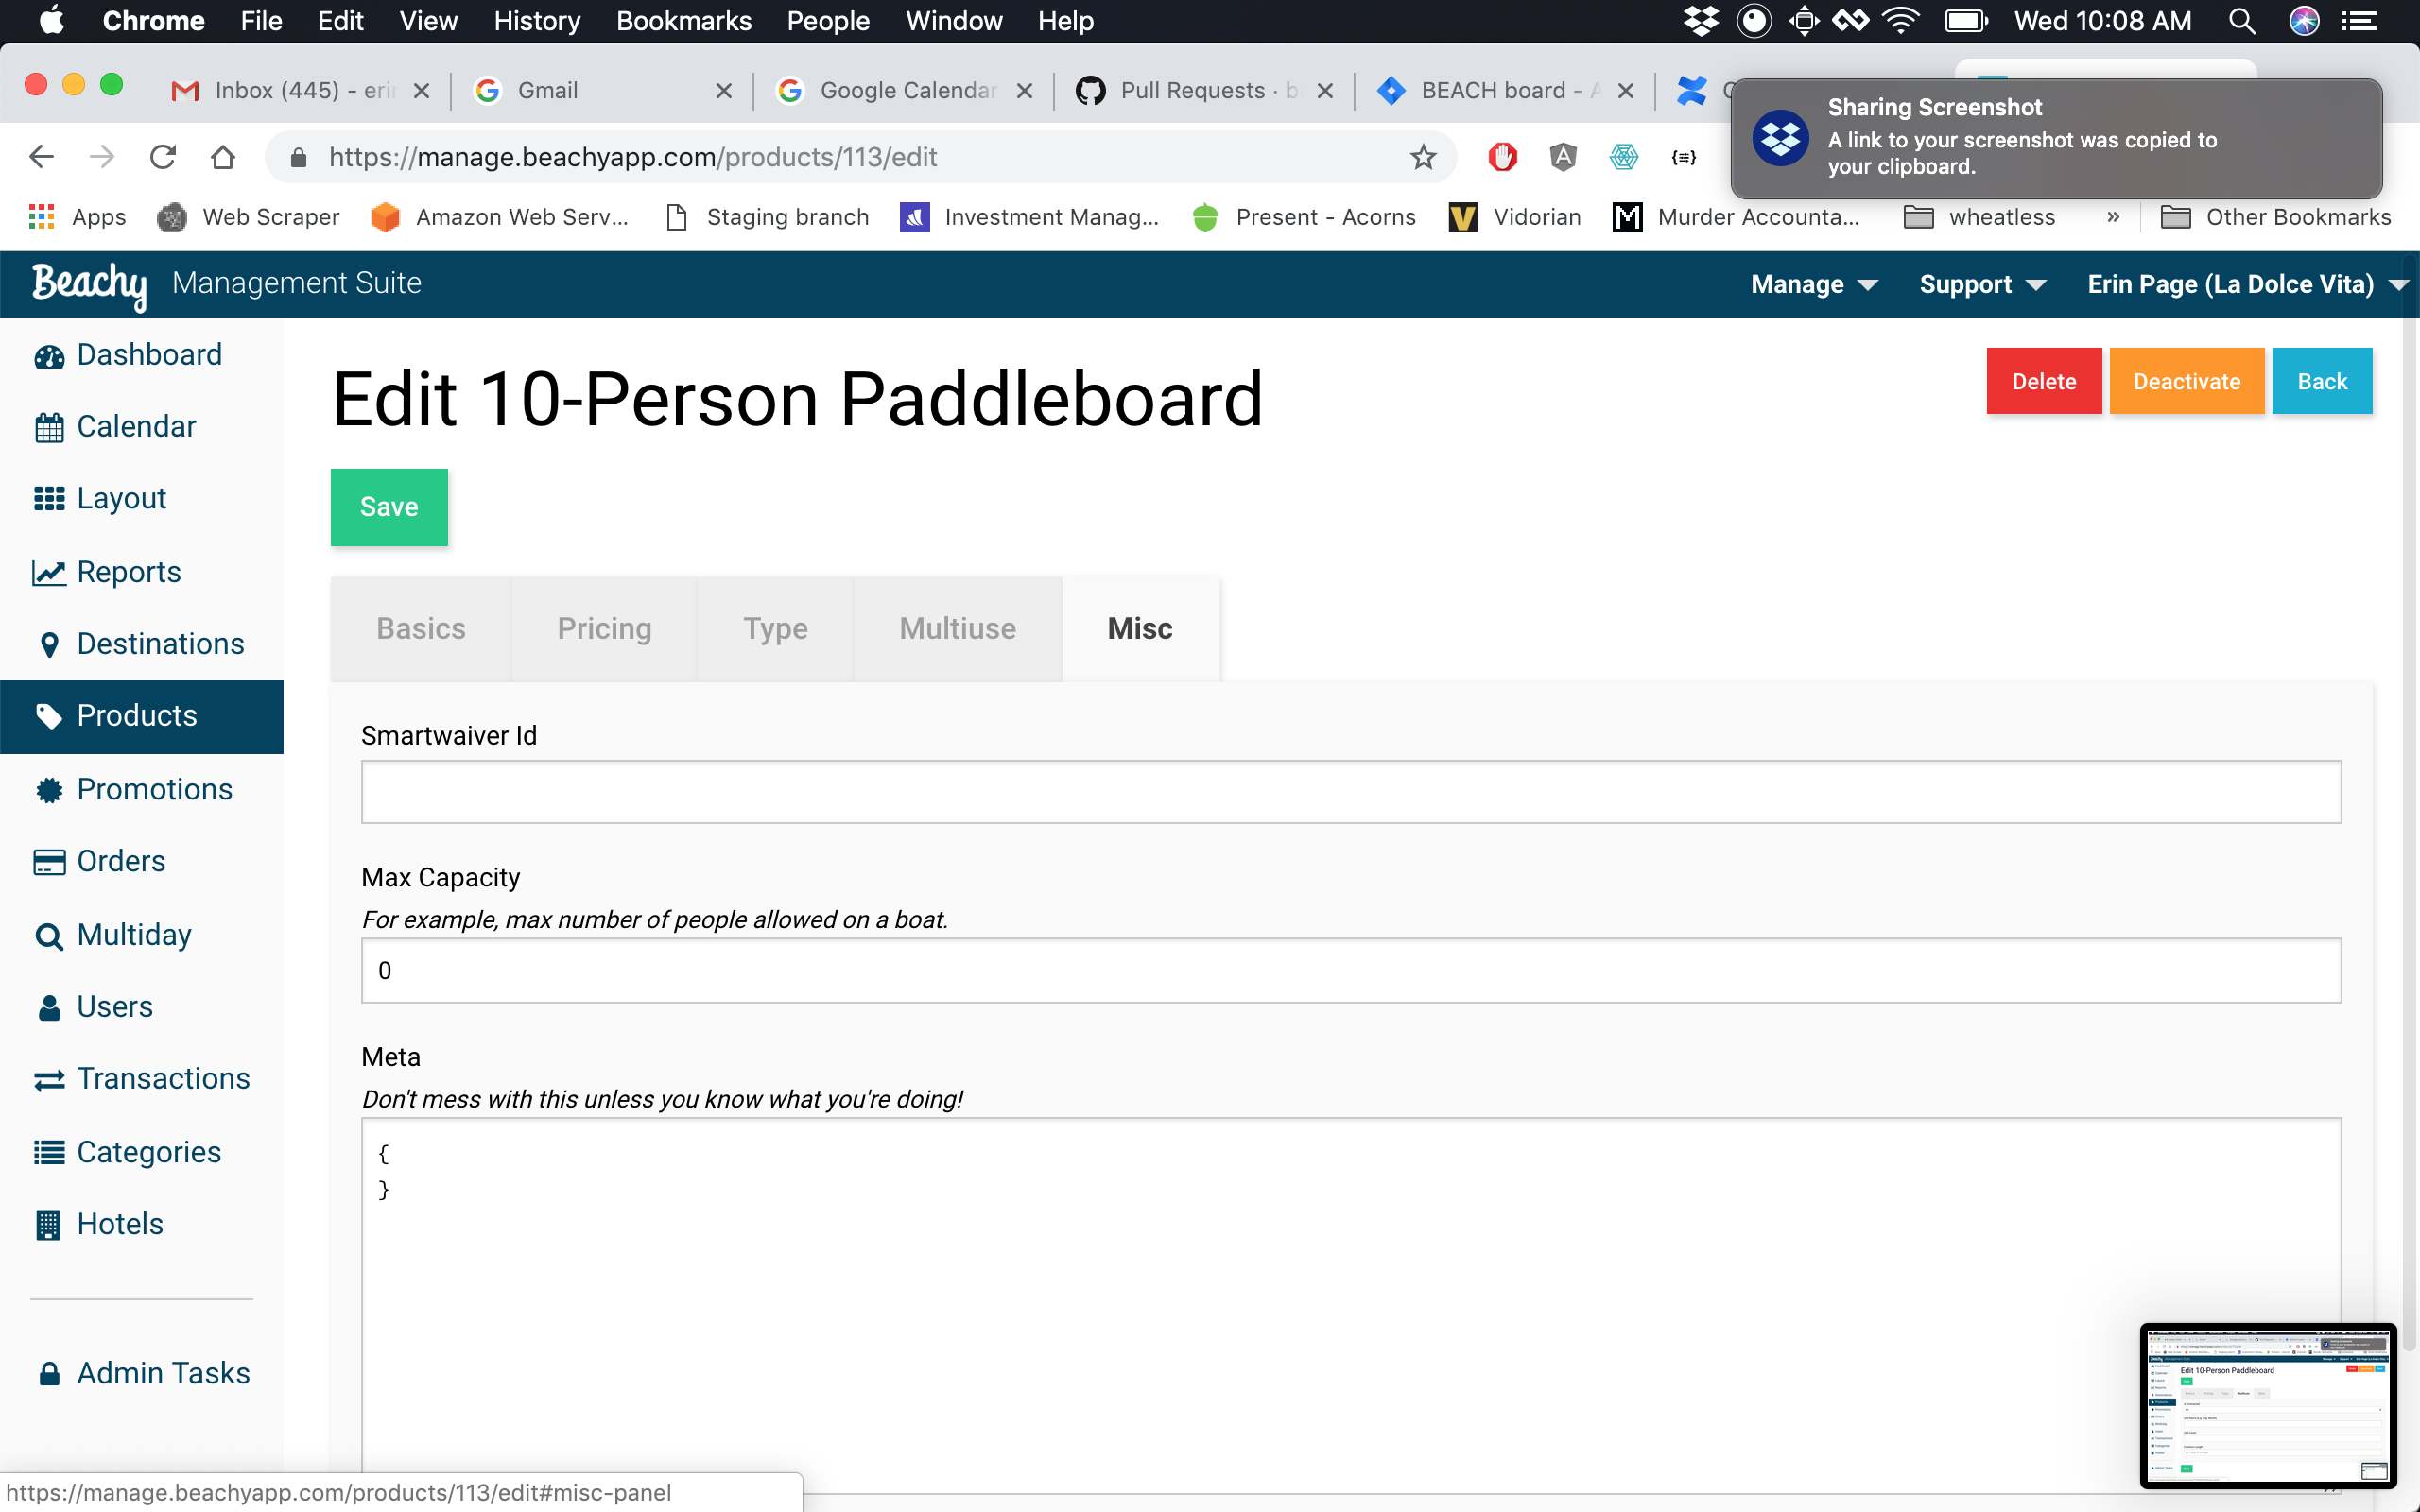 Chrome File Edit View History Bookmarks People Window Help Wed 10:08 AM
Inbox (445) - erin Gmail Google Calendar Pull Requests · b BEACH board - A
Sharing Screenshot
A link to your screenshot was copied to
your clipboard.
https://manage.beachyapp.com/products/113/edit
Apps Web Scraper Amazon Web Serv... Staging branch Investment Manag... Present - Acorns Vidorian Murder Accounta... wheatless » Other Bookmarks
Beachy Management Suite Manage Support Erin Page (La Dolce Vita)
Dashboard
Calendar
Layout
Reports
Destinations
Products
Promotions
Orders
Multiday
Users
Transactions
Categories
Hotels
Admin Tasks
Edit 10-Person Paddleboard
Delete Deactivate Back
Save
Basics Pricing Type Multiuse Misc
Smartwaiver Id
Max Capacity
For example, max number of people allowed on a boat.
0
Meta
Don't mess with this unless you know what you're doing!
{
}
Edit 10-Person Paddleboard
https://manage.beachyapp.com/products/113/edit#misc-panel